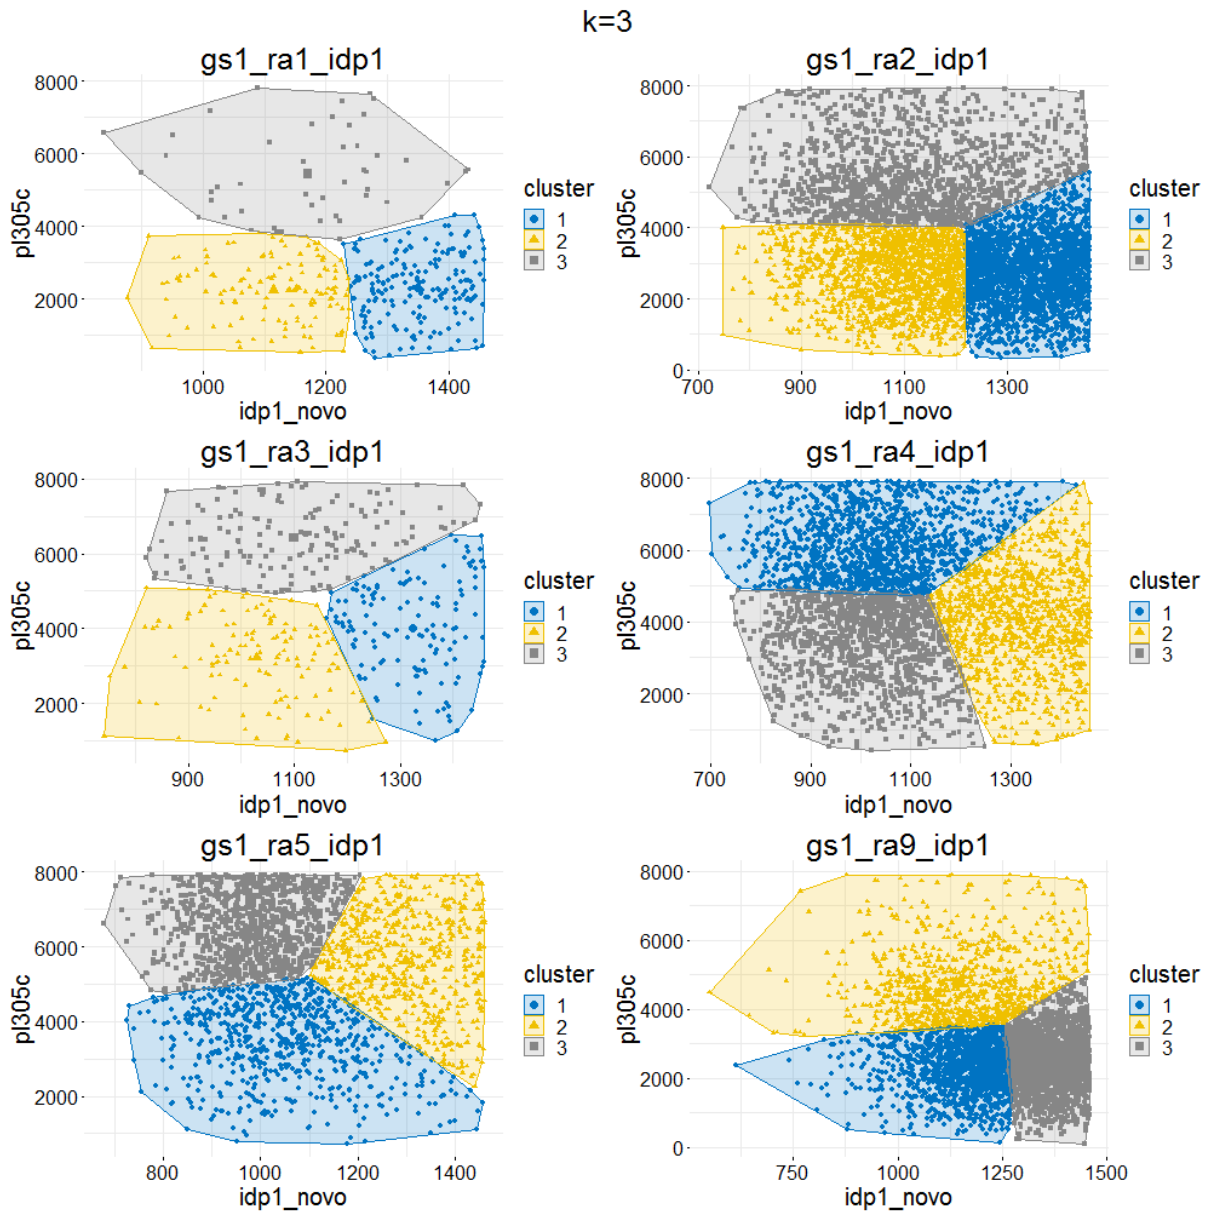 k=3
gs1_ra1_idp1
8000
6000
4000
2000
pl305c
1000 1200 1400
idp1_novo
cluster
1
2
3
gs1_ra2_idp1
8000
6000
4000
2000
0
pl305c
700 900 1100 1300
idp1_novo
cluster
1
2
3
gs1_ra3_idp1
8000
6000
4000
2000
pl305c
900 1100 1300
idp1_novo
cluster
1
2
3
gs1_ra4_idp1
8000
6000
4000
2000
pl305c
700 900 1100 1300
idp1_novo
cluster
1
2
3
gs1_ra5_idp1
8000
6000
4000
2000
pl305c
800 1000 1200 1400
idp1_novo
cluster
1
2
3
gs1_ra9_idp1
8000
6000
4000
2000
0
pl305c
750 1000 1250 1500
idp1_novo
cluster
1
2
3